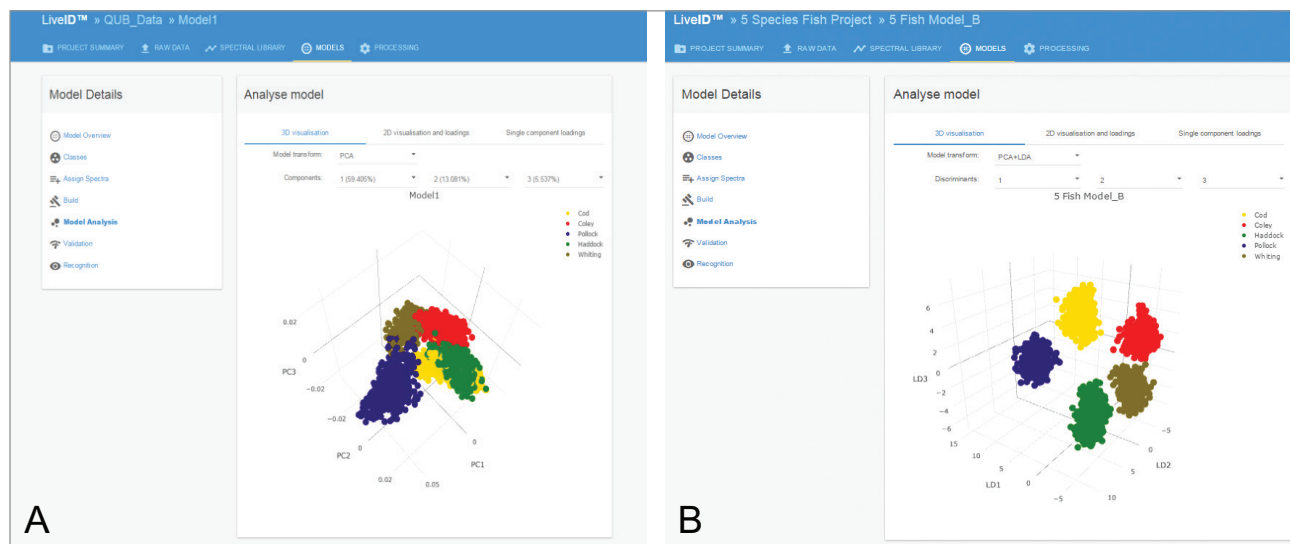 LiveID™ » QUB_Data » Model1
PROJECT SUMMARY RAW DATA SPECTRAL LIBRARY MODELS PROCESSING
Model Details
Model Overview
Classes
Assign Spectra
Build
Model Analysis
Validation
Recognition
Analyse model
3D visualisation 2D visualisation and loadings Single component loadings
Model transform: PCA
Components: 1 (59.405%) 2 (13.081%) 3 (5.537%)
Model1
Cod
Coley
Pollock
Haddock
Whiting
0.02
0
PC3
−0.02
−0.02
0
PC2
0.02
0.05
0
PC1
A
LiveID™ » 5 Species Fish Project » 5 Fish Model_B
PROJECT SUMMARY RAW DATA SPECTRAL LIBRARY MODELS PROCESSING
Model Details
Model Overview
Classes
Assign Spectra
Build
Model Analysis
Validation
Recognition
Analyse model
3D visualisation 2D visualisation and loadings Single component loadings
Model transform: PCA+LDA
Discriminants: 1 2 3
5 Fish Model_B
Cod
Coley
Haddock
Pollock
Whiting
6
4
2
0
LD3
−2
−4
−6
15
10
5
LD1
0
−5
10
5
LD2
0
−5
B